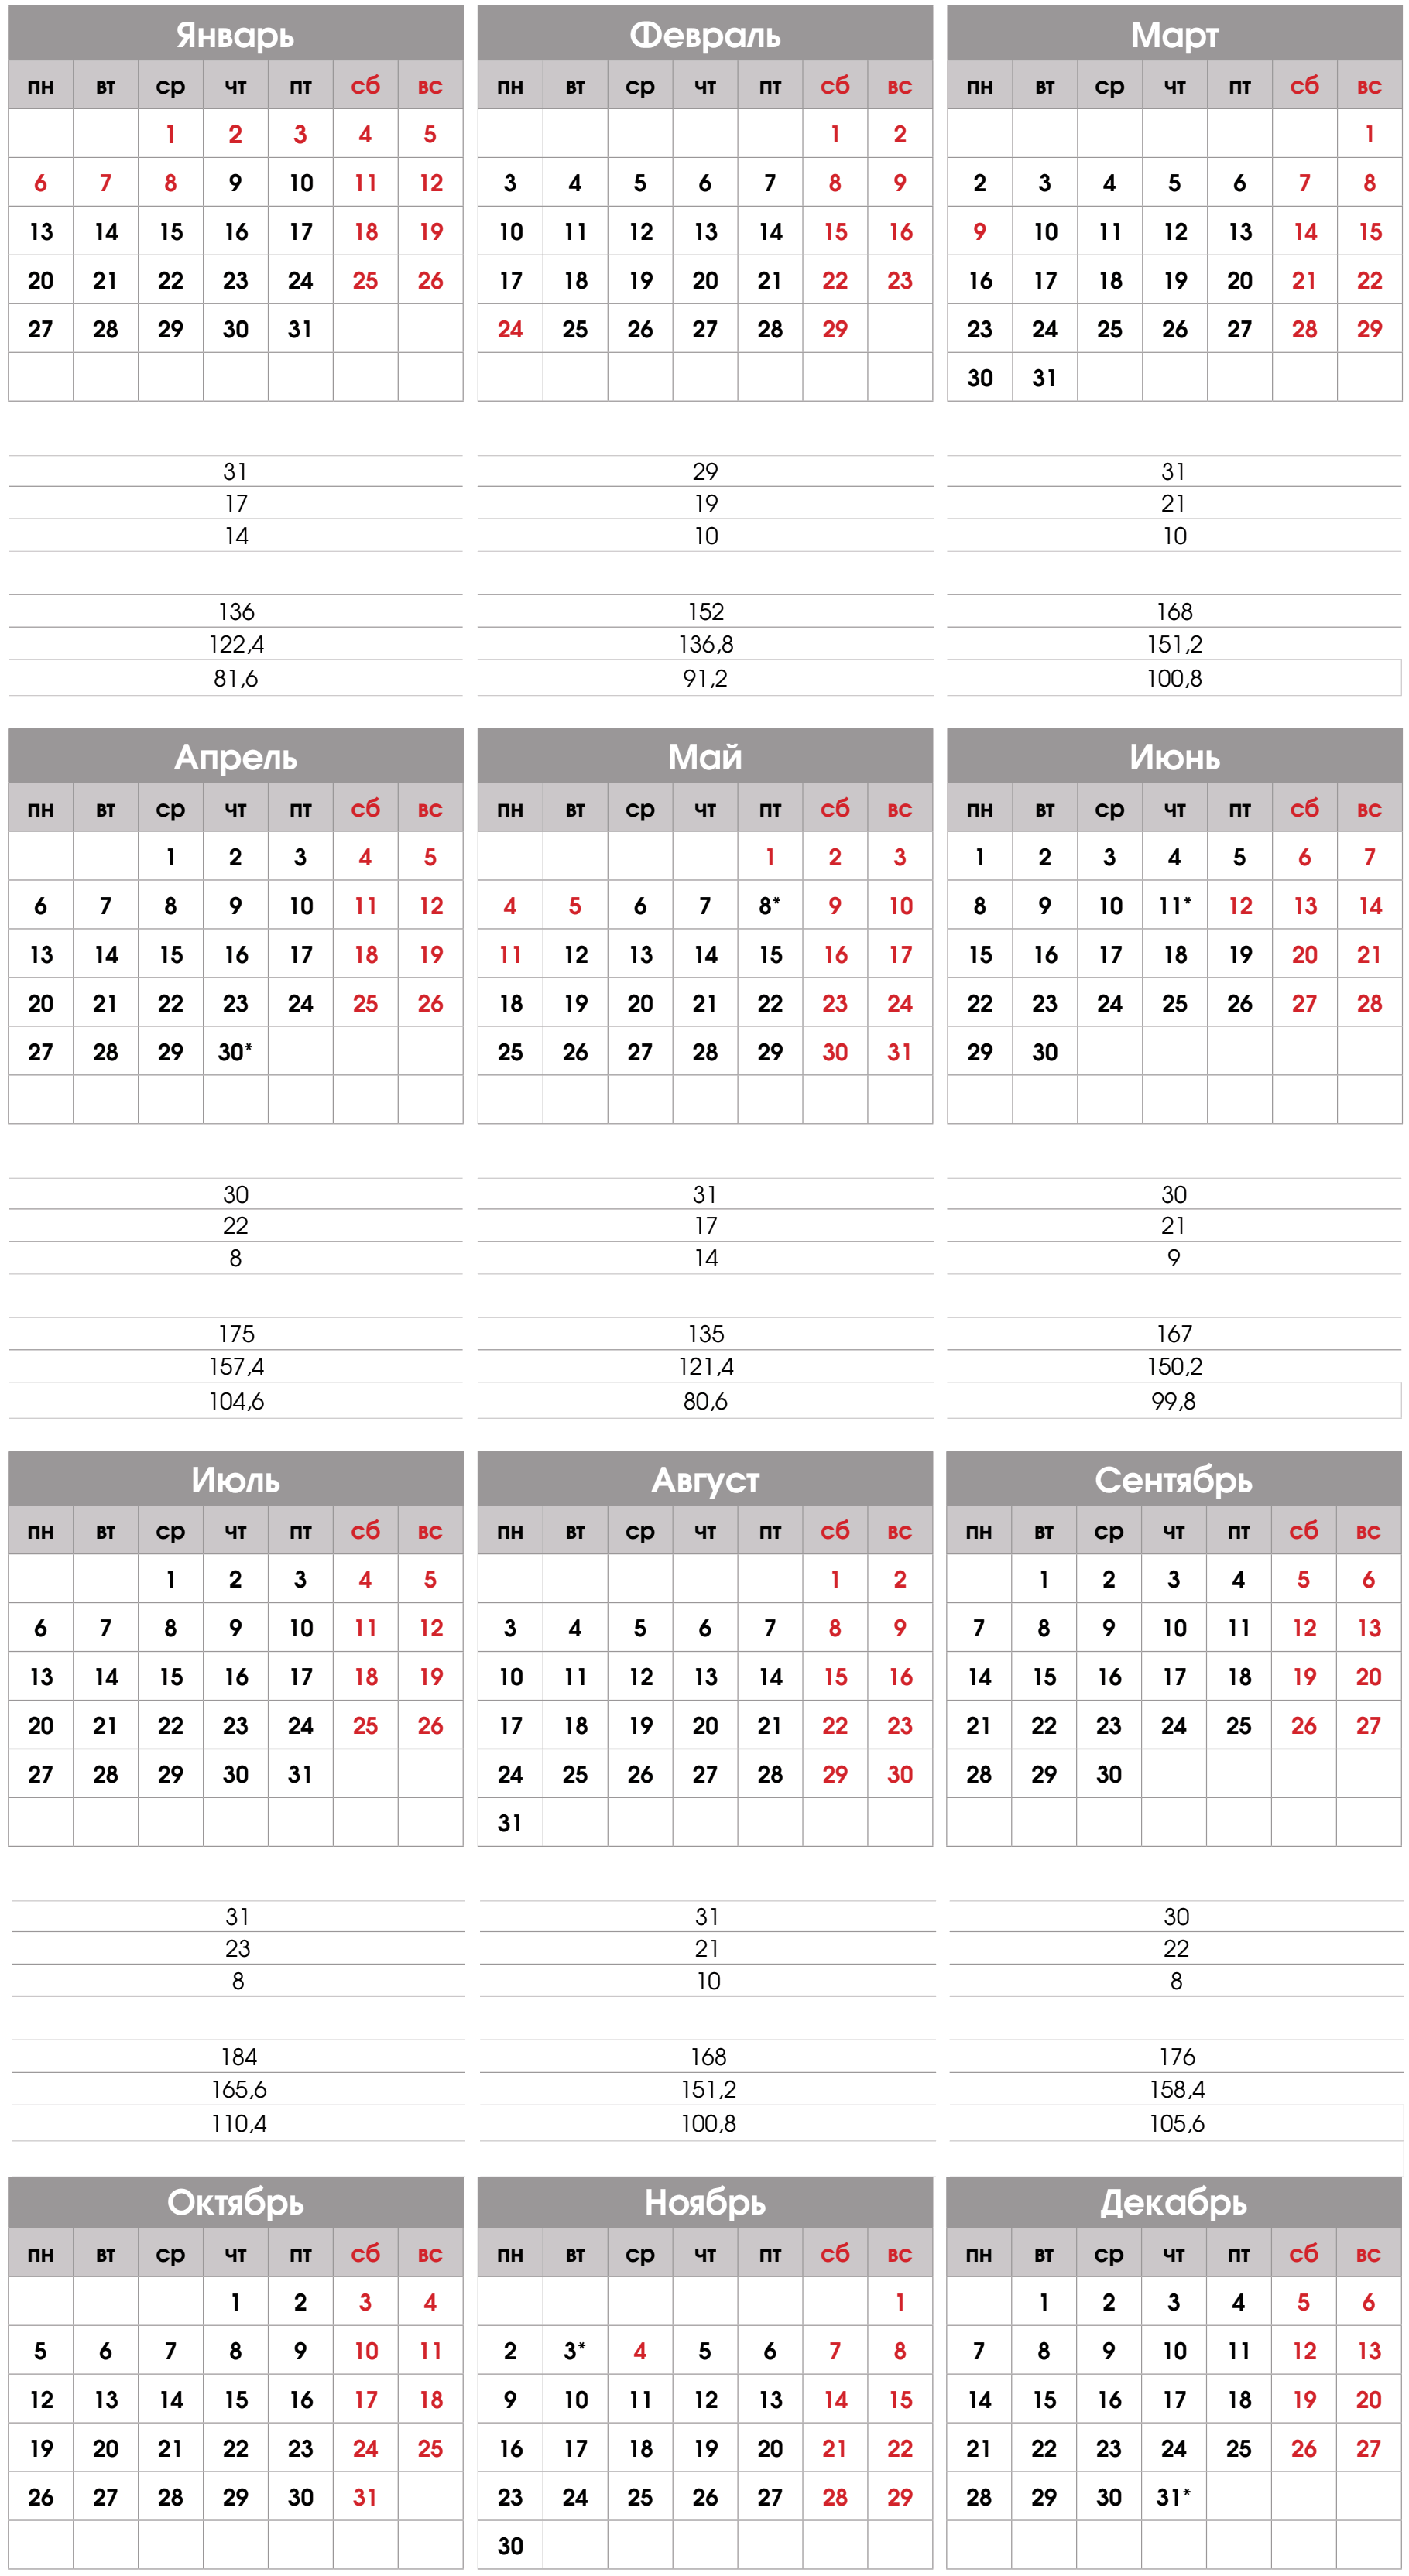 Январь Февраль Март
пн вт ср чт пт сб вс пн вт ср чт пт сб вс пн вт ср чт пт сб вс
1 2 3 4 5 1 2 1
6 7 8 9 10 11 12 3 4 5 6 7 8 9 2 3 4 5 6 7 8
13 14 15 16 17 18 19 10 11 12 13 14 15 16 9 10 11 12 13 14 15
20 21 22 23 24 25 26 17 18 19 20 21 22 23 16 17 18 19 20 21 22
27 28 29 30 31 24 25 26 27 28 29 23 24 25 26 27 28 29
30 31
31 29 31
17 19 21
14 10 10
136 152 168
122,4 136,8 151,2
81,6 91,2 100,8
Апрель Май Июнь
пн вт ср чт пт сб вс пн вт ср чт пт сб вс пн вт ср чт пт сб вс
1 2 3 4 5 1 2 3 1 2 3 4 5 6 7
6 7 8 9 10 11 12 4 5 6 7 8* 9 10 8 9 10 11* 12 13 14
13 14 15 16 17 18 19 11 12 13 14 15 16 17 15 16 17 18 19 20 21
20 21 22 23 24 25 26 18 19 20 21 22 23 24 22 23 24 25 26 27 28
27 28 29 30* 25 26 27 28 29 30 31 29 30
30 31 30
22 17 21
8 14 9
175 135 167
157,4 121,4 150,2
104,6 80,6 99,8
Июль Август Сентябрь
пн вт ср чт пт сб вс пн вт ср чт пт сб вс пн вт ср чт пт сб вс
1 2 3 4 5 1 2 1 2 3 4 5 6
6 7 8 9 10 11 12 3 4 5 6 7 8 9 7 8 9 10 11 12 13
13 14 15 16 17 18 19 10 11 12 13 14 15 16 14 15 16 17 18 19 20
20 21 22 23 24 25 26 17 18 19 20 21 22 23 21 22 23 24 25 26 27
27 28 29 30 31 24 25 26 27 28 29 30 28 29 30
31
31 31 30
23 21 22
8 10 8
184 168 176
165,6 151,2 158,4
110,4 100,8 105,6
Октябрь Ноябрь Декабрь
пн вт ср чт пт сб вс пн вт ср чт пт сб вс пн вт ср чт пт сб вс
1 2 3 4 1 1 2 3 4 5 6
5 6 7 8 9 10 11 2 3* 4 5 6 7 8 7 8 9 10 11 12 13
12 13 14 15 16 17 18 9 10 11 12 13 14 15 14 15 16 17 18 19 20
19 20 21 22 23 24 25 16 17 18 19 20 21 22 21 22 23 24 25 26 27
26 27 28 29 30 31 23 24 25 26 27 28 29 28 29 30 31*
30